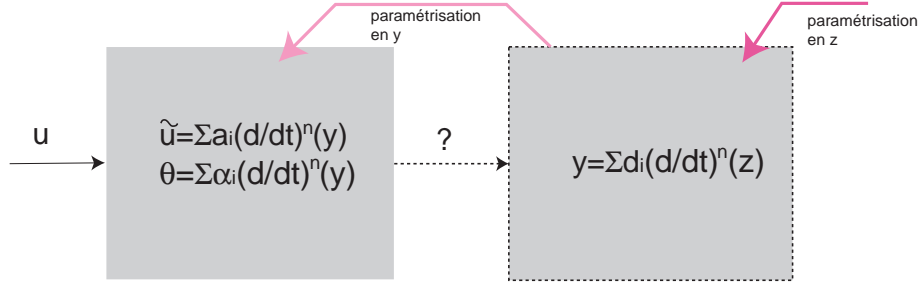 paramétrisation
en y
paramétrisation
en z
u
ũ=Σai(d/dt)ⁿ(y)
θ=Σαi(d/dt)ⁿ(y)
?
y=Σdi(d/dt)ⁿ(z)